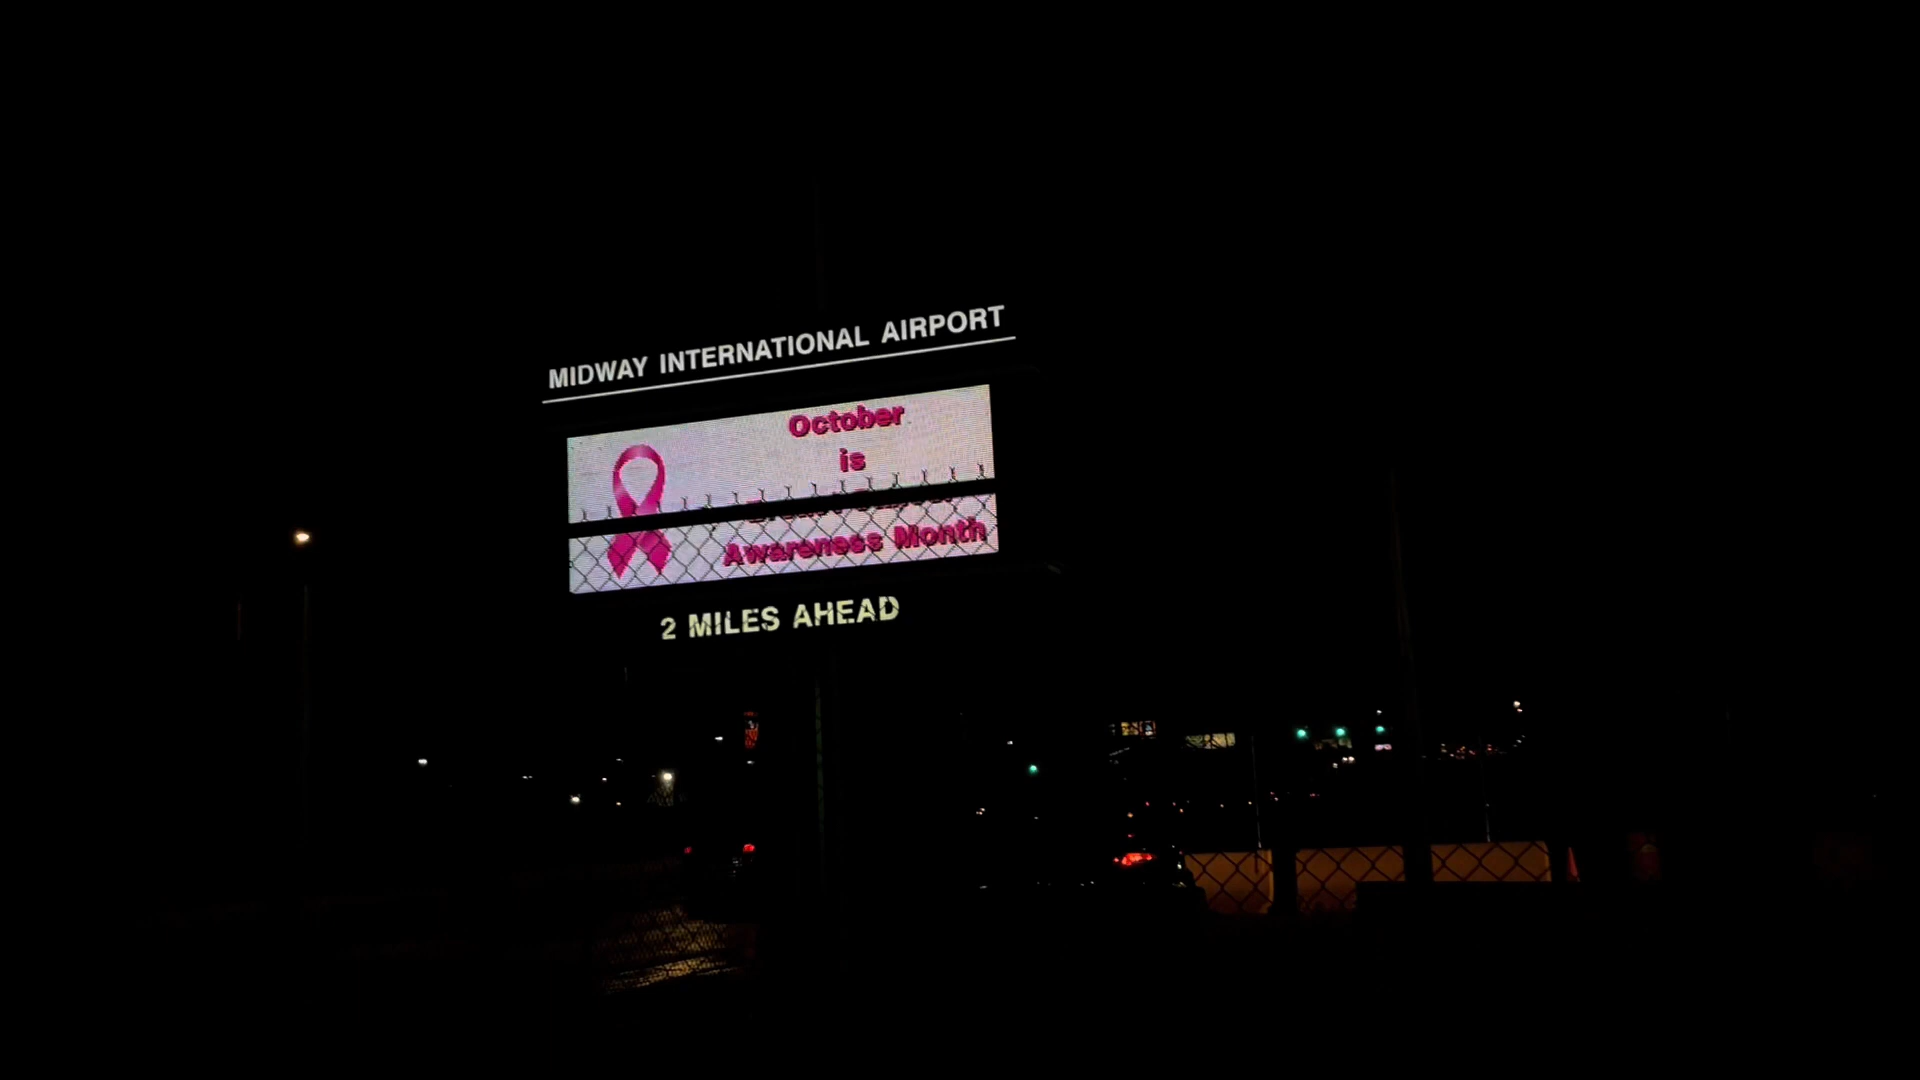 MIDWAY INTERNATIONAL AIRPORT
October
is
Awareness Month
2 MILES AHEAD